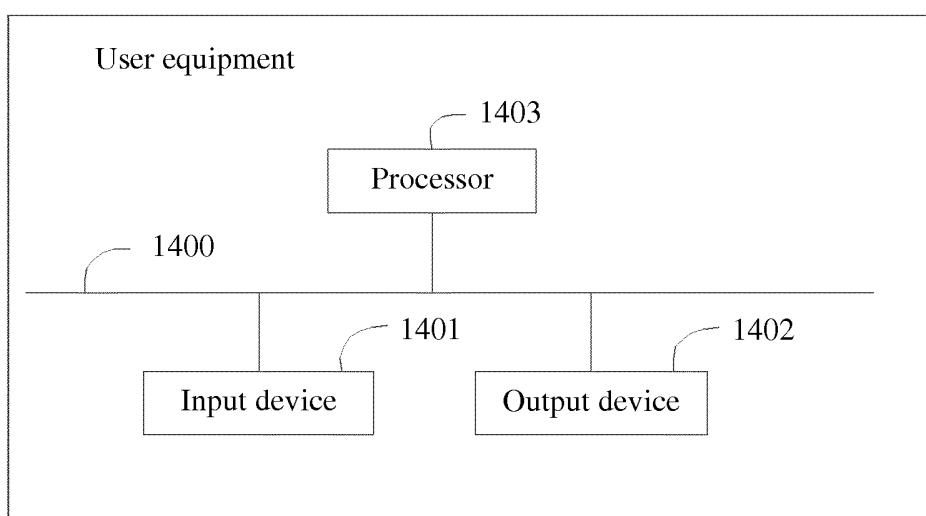 User equipment
1403
Processor
1400
1401
1402
Input device
Output device